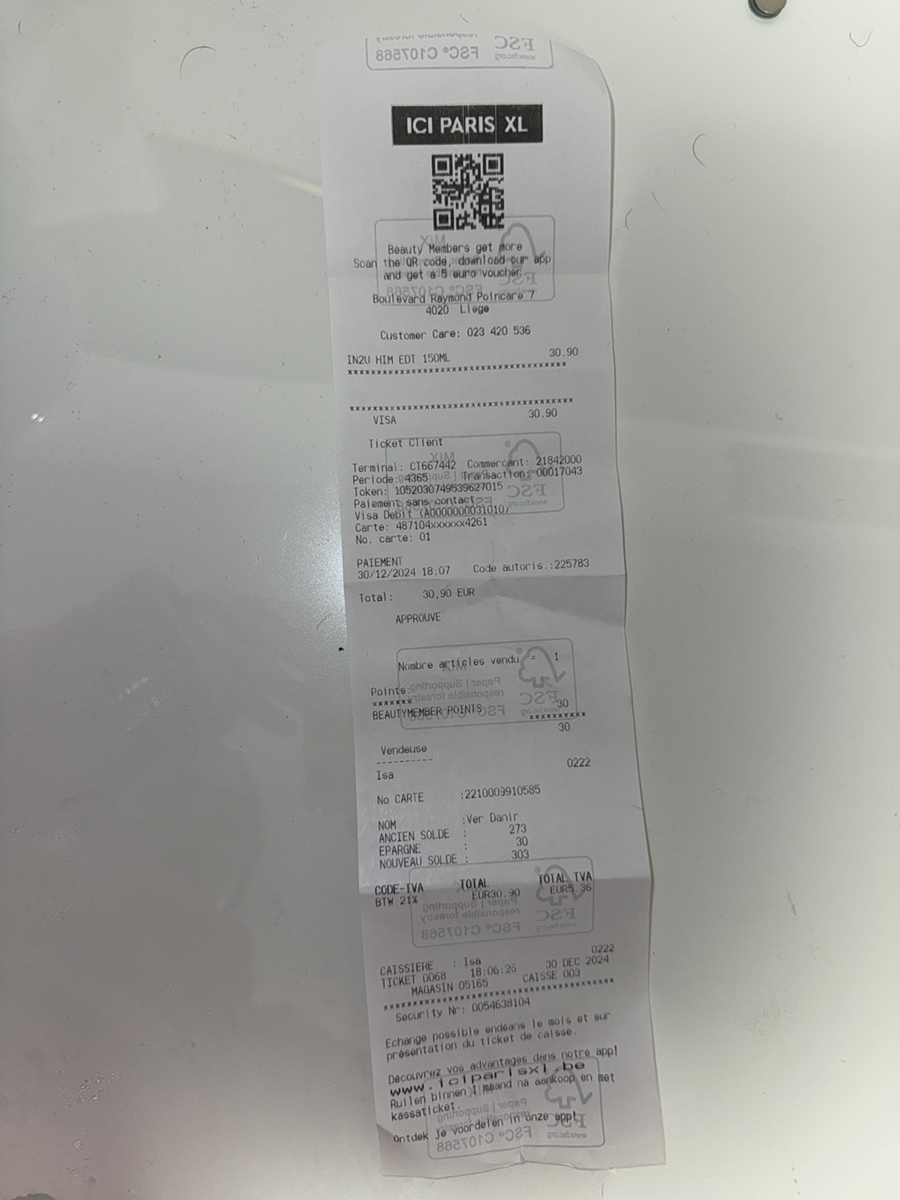 ICI PARIS XL
Beauty Members get more
Scan the QR code, download our app
and get a 5 euro voucher
Boulevard Raymond Poincare 7
4020 Liege
Customer Care: 023 420 536
IN2U HIM EDT 150ML 30.90
***************************************
***************************************
VISA 30.90
Ticket Client
Terminal: CT667442 Commercant: 21842000
Periode: 4365 Transaction: 00017043
Token: 1052030749539627015
Paiement sans contact
Visa Debit (A0000000031010)
Carte: 487104xxxxxx4261
No. carte: 01
PAIEMENT
30/12/2024 18:07 Code autoris.:225783
Total: 30,90 EUR
APPROUVE
Nombre articles vendu = 1
Points
*******
BEAUTYMEMBER POINTS 30
**********
30
Vendeuse
----------
Isa 0222
No CARTE :2210009910585
NOM :Ver Danir
ANCIEN SOLDE : 273
EPARGNE : 30
NOUVEAU SOLDE : 303
CODE-TVA TOTAL TOTAL TVA
BTW 21% EUR30.90 EUR5.36
CAISSIERE : Isa 0222
TICKET 0068 18:06:26 30 DEC 2024
MAGASIN 05165 CAISSE 003
***************************************
Security Nr: 0054638104
Echange possible endéans le mois et sur
présentation du ticket de caisse.
Découvrez vos avantages dans notre app!
www.iciparisxl.be
Ruilen binnen 1 maand na aankoop en met
kassaticket.
Ontdek je voordelen in onze app!